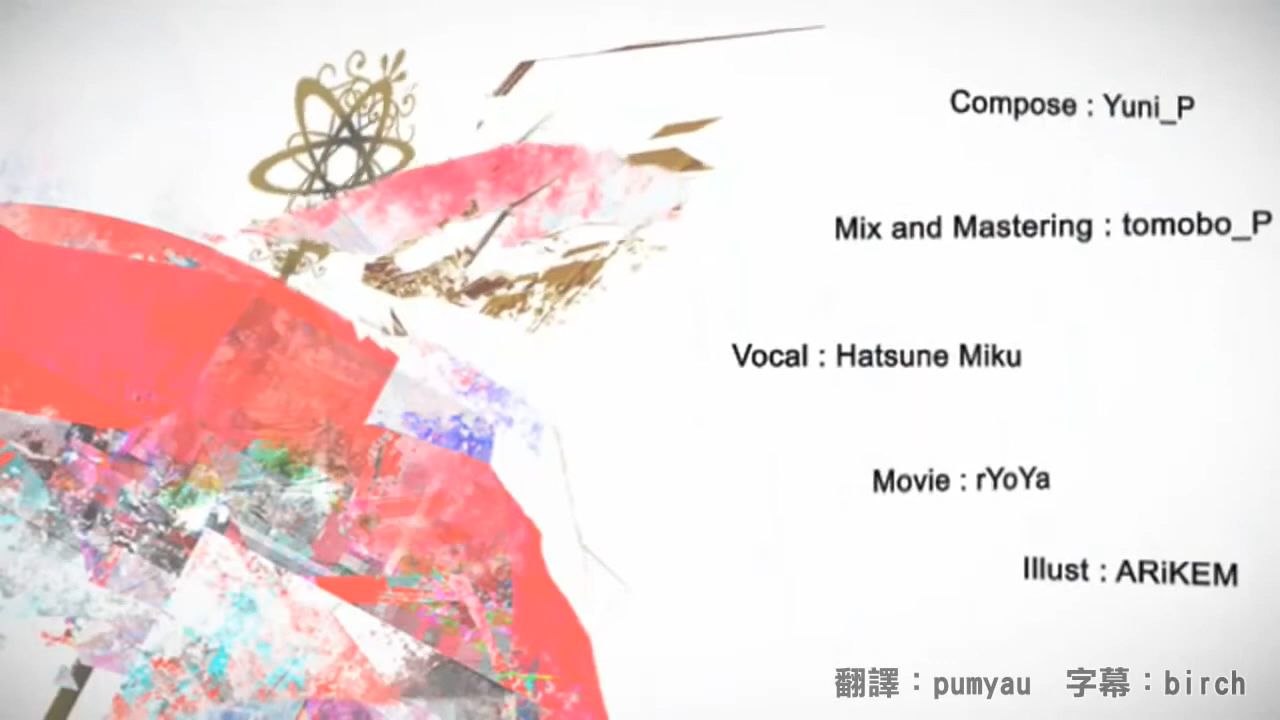 Compose : Yuni_P
Mix and Mastering : tomobo_P
Vocal : Hatsune Miku
Movie : rYoYa
Illust : ARiKEM
翻譯：pumyau　字幕：birch